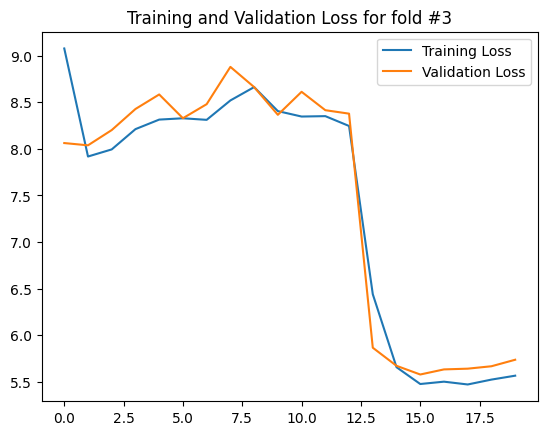 Training and Validation Loss for fold #3
Training Loss
Validation Loss
9.0
8.5
8.0
7.5
7.0
6.5
6.0
5.5
0.0 2.5 5.0 7.5 10.0 12.5 15.0 17.5